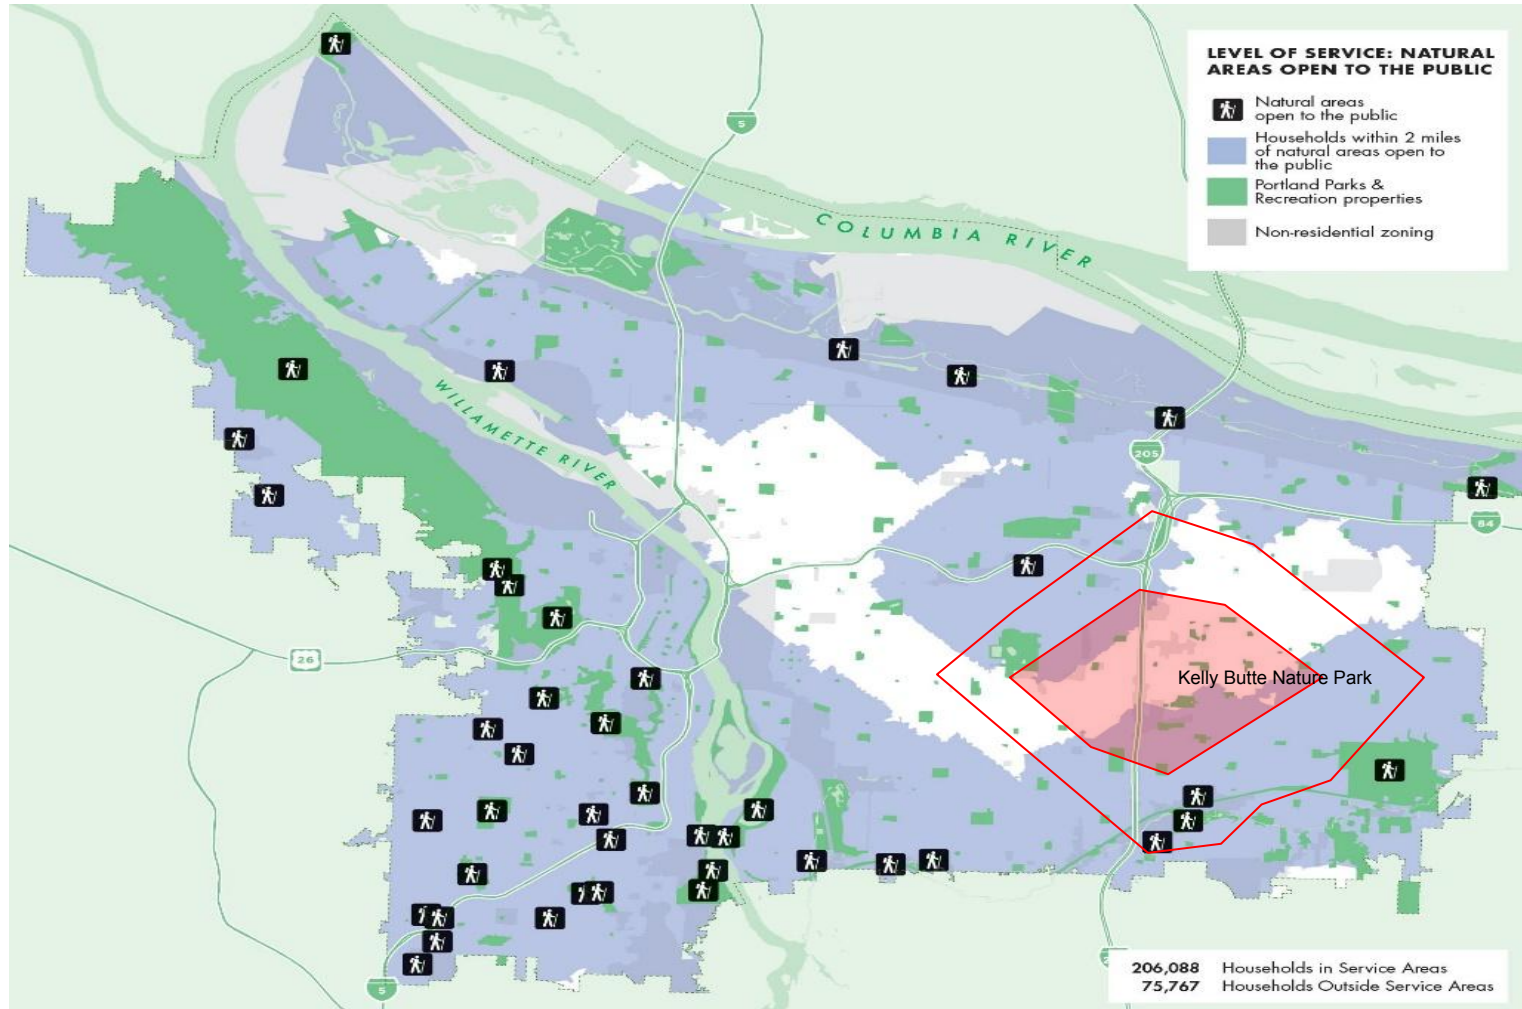 LEVEL OF SERVICE: NATURAL
AREAS OPEN TO THE PUBLIC
Natural areas
open to the public
Households within 2 miles
of natural areas open to
the public
Portland Parks &
Recreation properties
Non-residential zoning
5
COLUMBIA RIVER
WILLAMETTE RIVER
205
84
26
Kelly Butte Nature Park
5
206,088 Households in Service Areas
75,767 Households Outside Service Areas